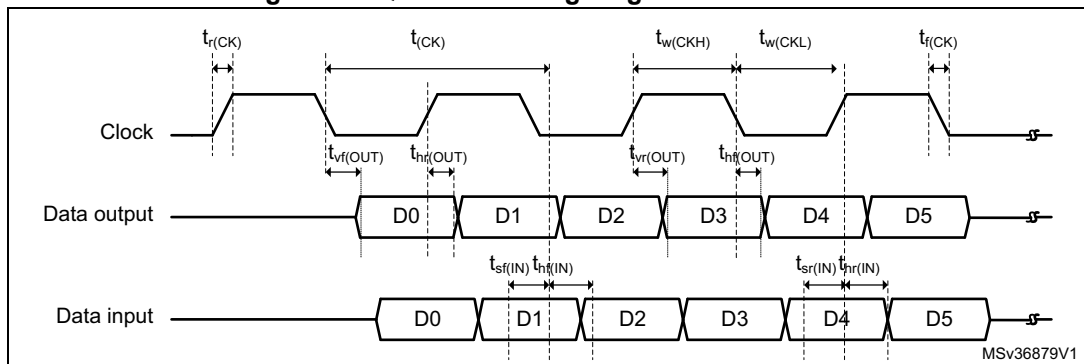 t_r(CK) t_(CK) t_w(CKH) t_w(CKL) t_f(CK)
Clock
t_vf(OUT) t_hr(OUT) t_vr(OUT) t_hf(OUT)
Data output D0 D1 D2 D3 D4 D5
t_sf(IN) t_hf(IN) t_sr(IN) t_hr(IN)
Data input D0 D1 D2 D3 D4 D5
MSv36879V1